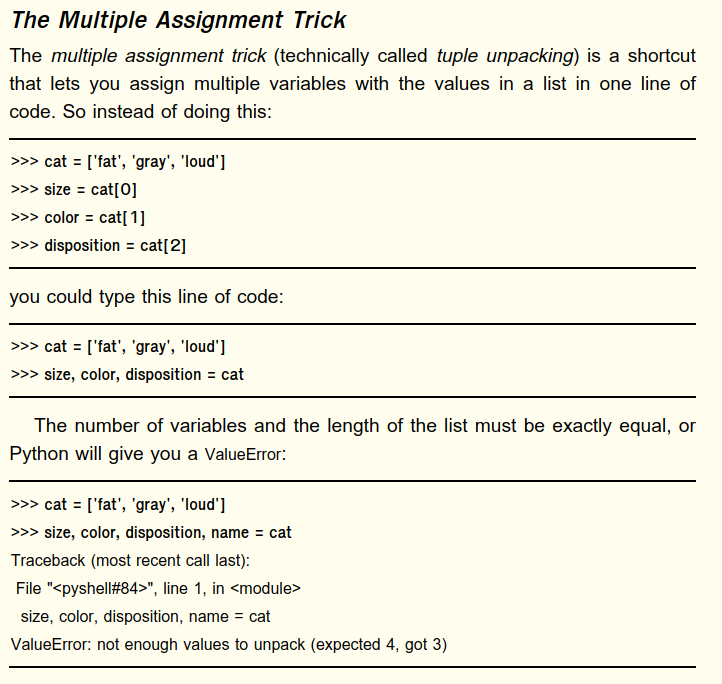 The Multiple Assignment Trick
The multiple assignment trick (technically called tuple unpacking) is a shortcut
that lets you assign multiple variables with the values in a list in one line of
code. So instead of doing this:
>>> cat = ['fat', 'gray', 'loud']
>>> size = cat[0]
>>> color = cat[1]
>>> disposition = cat[2]
you could type this line of code:
>>> cat = ['fat', 'gray', 'loud']
>>> size, color, disposition = cat
The number of variables and the length of the list must be exactly equal, or
Python will give you a ValueError:
>>> cat = ['fat', 'gray', 'loud']
>>> size, color, disposition, name = cat
Traceback (most recent call last):
File "<pyshell#84>", line 1, in <module>
size, color, disposition, name = cat
ValueError: not enough values to unpack (expected 4, got 3)